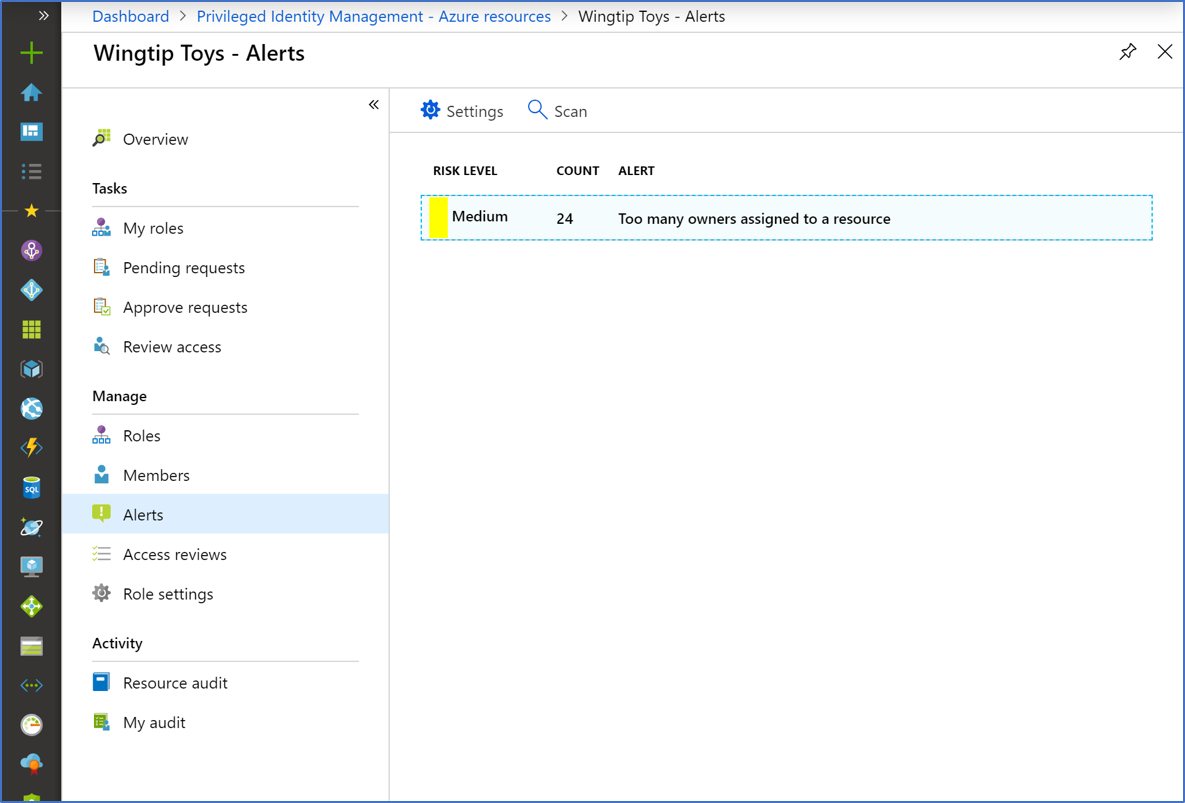 Dashboard > Privileged Identity Management - Azure resources > Wingtip Toys - Alerts
Wingtip Toys - Alerts
Overview
Tasks
My roles
Pending requests
Approve requests
Review access
Manage
Roles
Members
Alerts
Access reviews
Role settings
Activity
Resource audit
My audit
Settings Scan
RISK LEVEL COUNT ALERT
Medium 24 Too many owners assigned to a resource
SQL